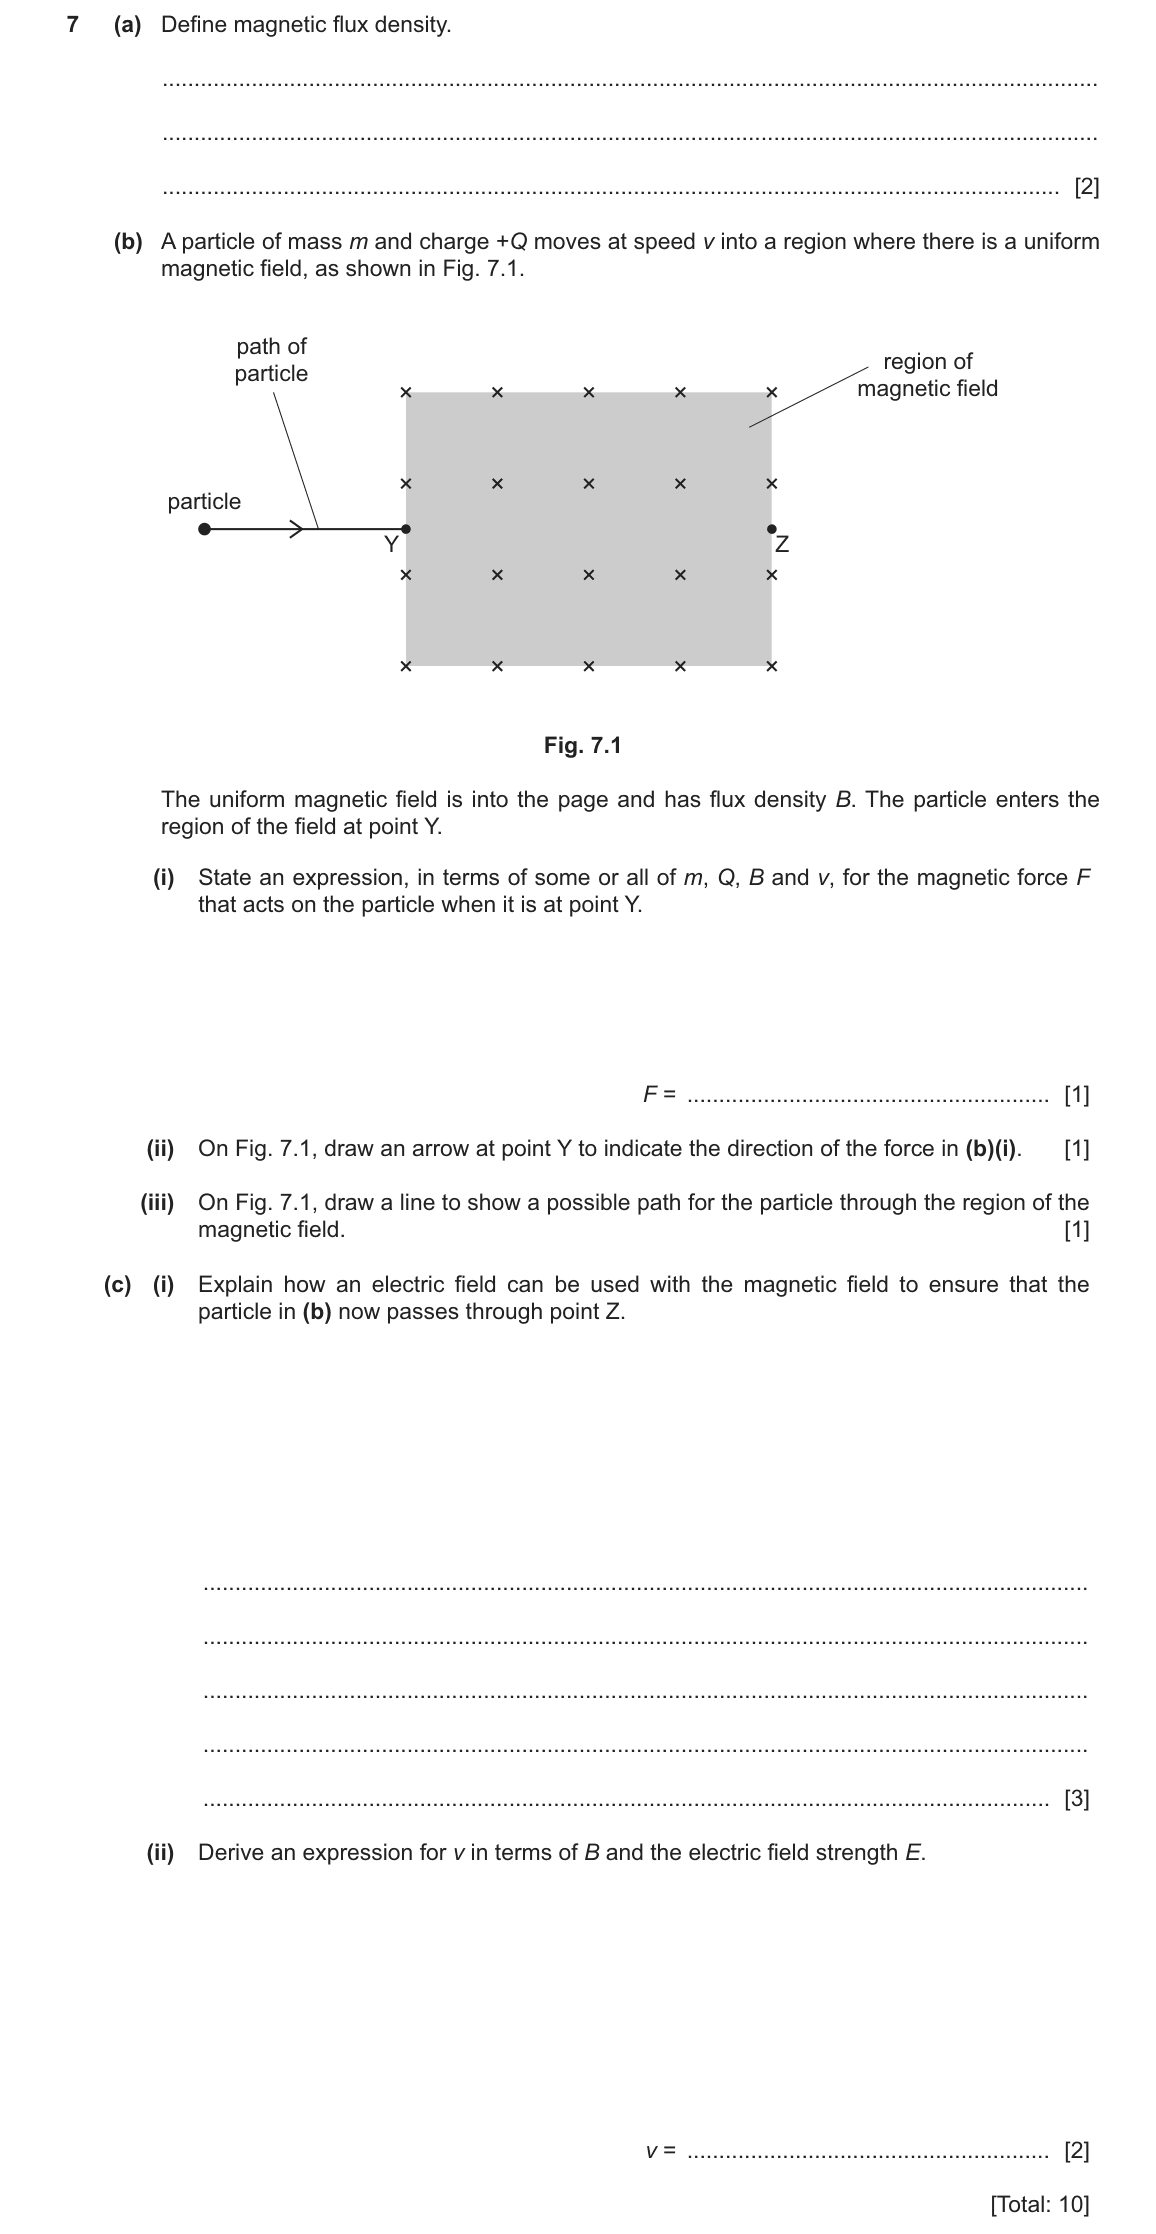 7 (a) Define magnetic flux density.
..........................................................................................................................................
..........................................................................................................................................
.................................................................................................................................... [2]
(b) A particle of mass m and charge +Q moves at speed v into a region where there is a uniform
magnetic field, as shown in Fig. 7.1.
path of
particle
region of
magnetic field
particle
Y
Z
Fig. 7.1
The uniform magnetic field is into the page and has flux density B. The particle enters the
region of the field at point Y.
(i) State an expression, in terms of some or all of m, Q, B and v, for the magnetic force F
that acts on the particle when it is at point Y.
F = ......................................................... [1]
(ii) On Fig. 7.1, draw an arrow at point Y to indicate the direction of the force in (b)(i). [1]
(iii) On Fig. 7.1, draw a line to show a possible path for the particle through the region of the
magnetic field. [1]
(c) (i) Explain how an electric field can be used with the magnetic field to ensure that the
particle in (b) now passes through point Z.
..........................................................................................................................................
..........................................................................................................................................
..........................................................................................................................................
..........................................................................................................................................
.................................................................................................................................... [3]
(ii) Derive an expression for v in terms of B and the electric field strength E.
v = ......................................................... [2]
[Total: 10]